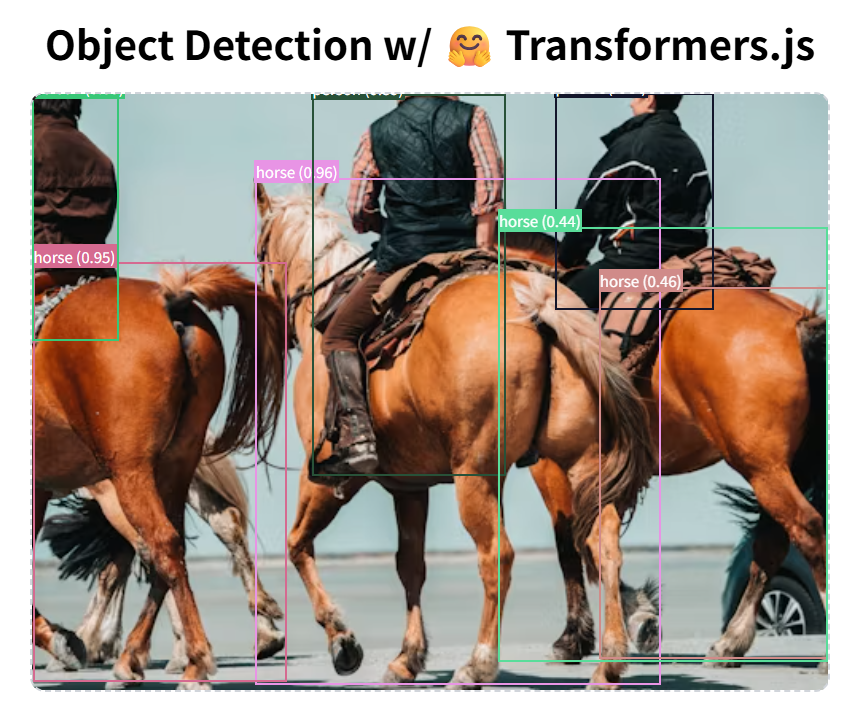 Object Detection w/ 🤗 Transformers.js
horse (0.96)
horse (0.44)
horse (0.95)
horse (0.46)